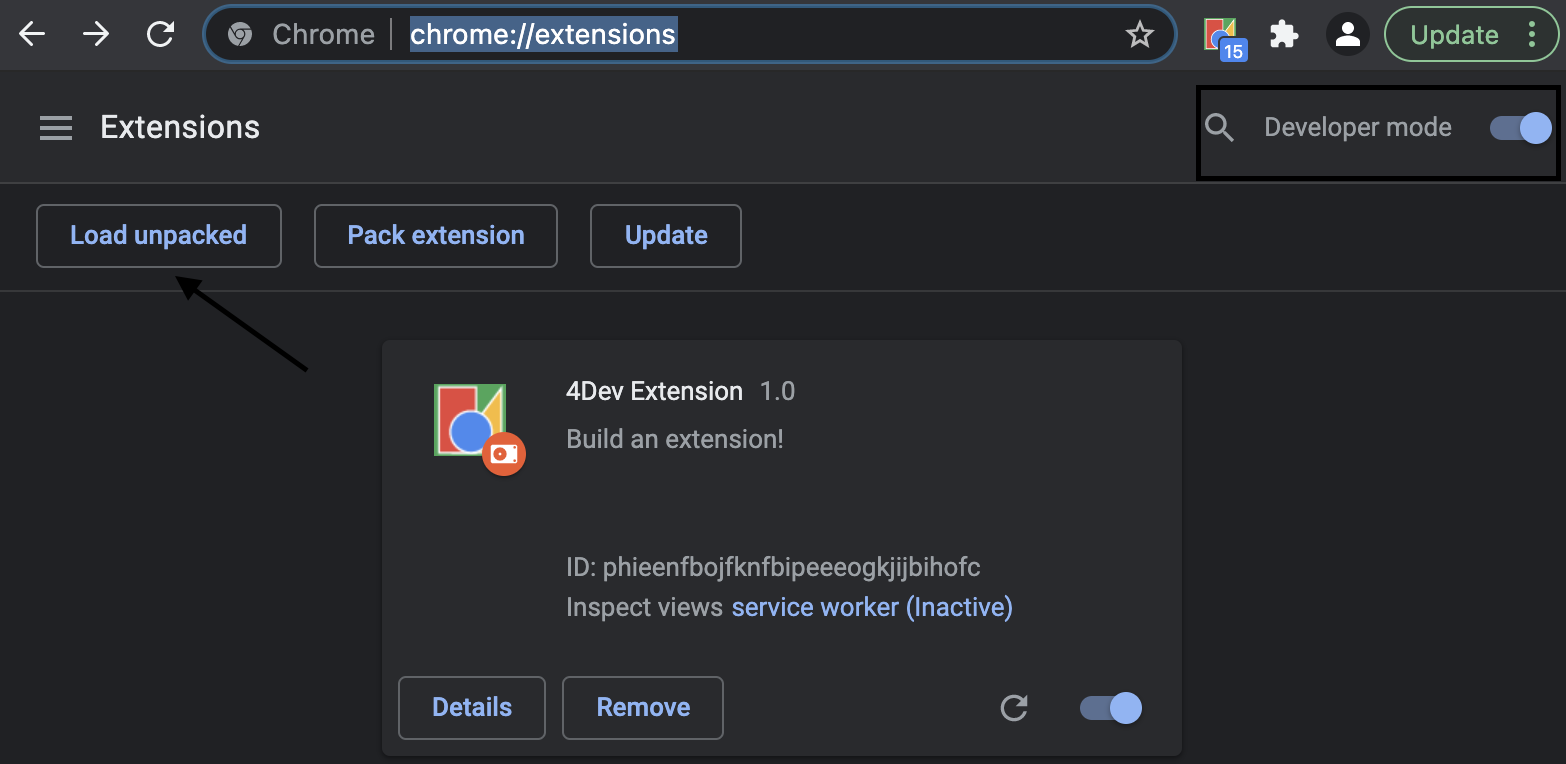 Chrome chrome://extensions 15 Update
Extensions Developer mode
Load unpacked Pack extension Update
4Dev Extension 1.0
Build an extension!
ID: phieenfbojfknfbipeeeogkjijjbihofc
Inspect views service worker (Inactive)
Details Remove